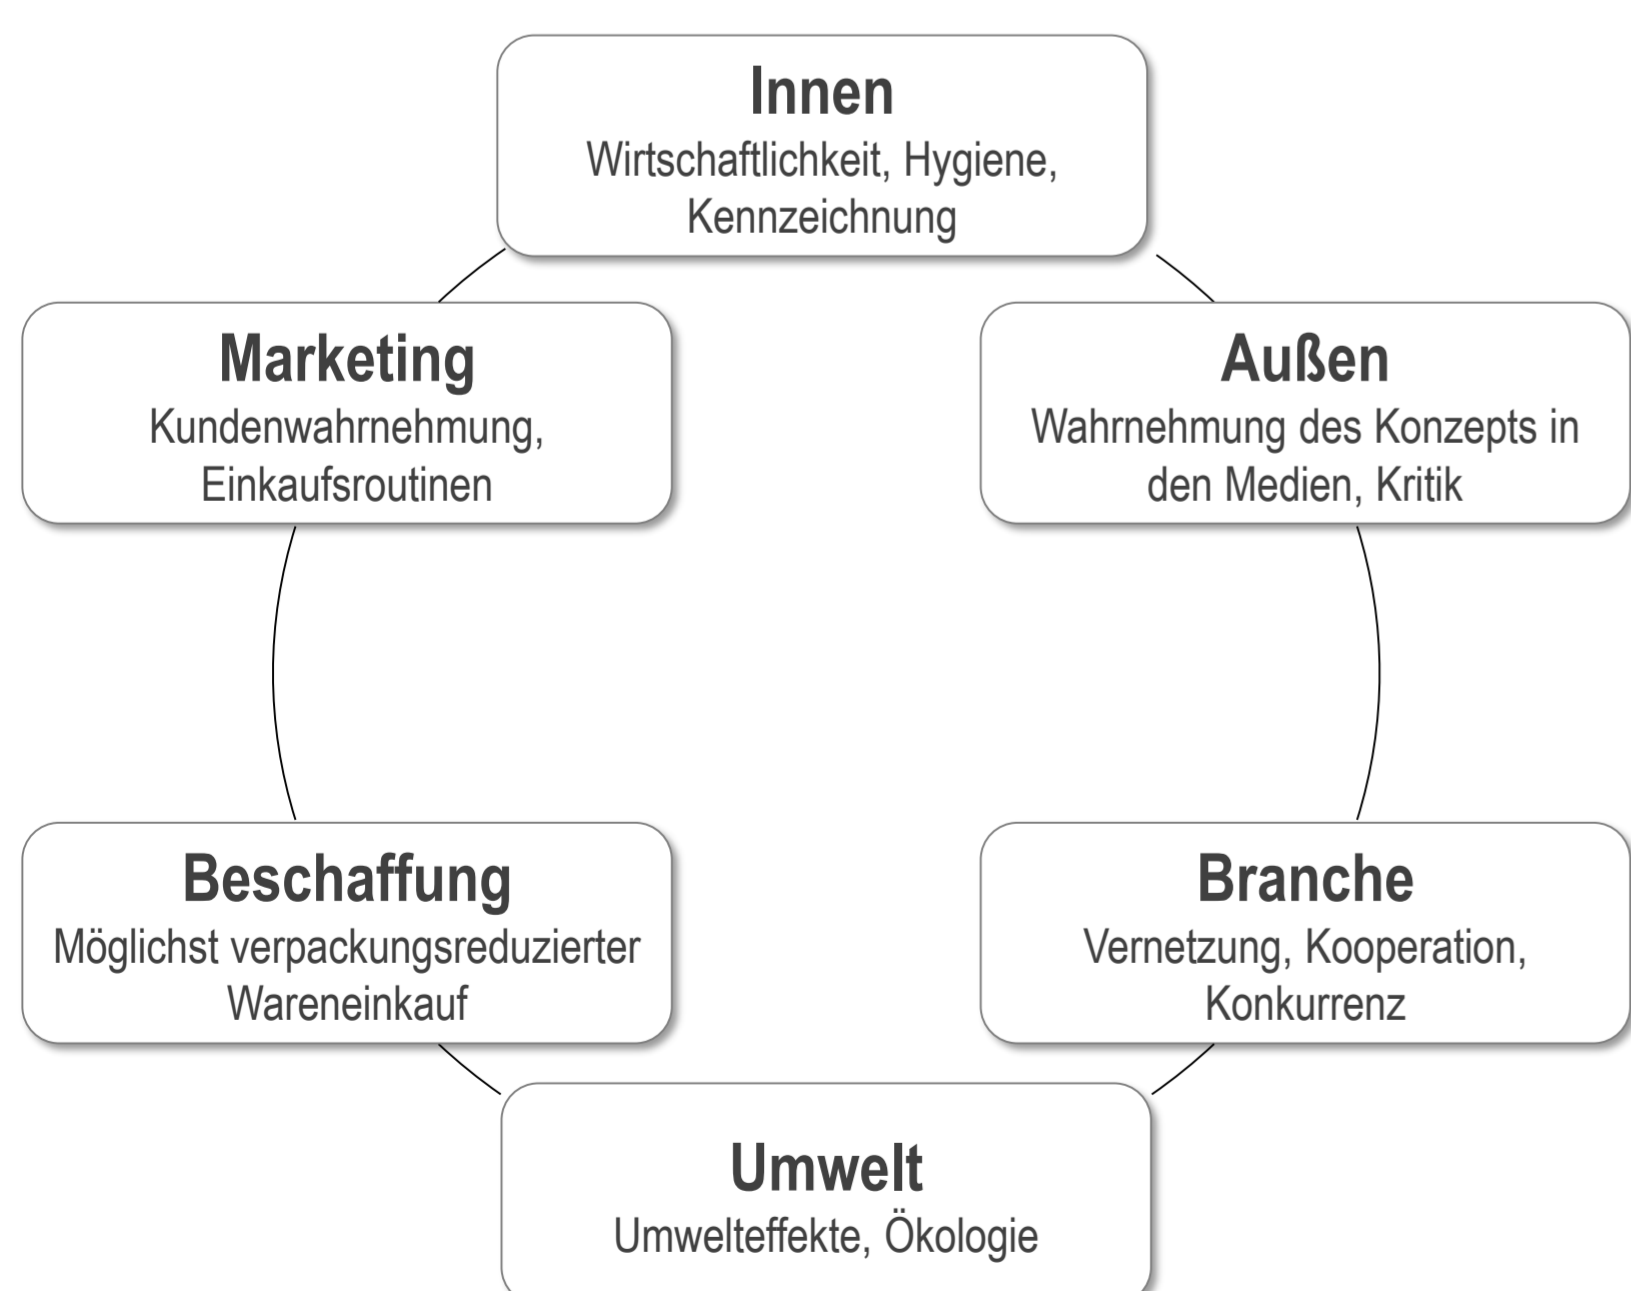 Innen
Wirtschaftlichkeit, Hygiene,
Kennzeichnung
Marketing
Kundenwahrnehmung,
Einkaufsroutinen
Außen
Wahrnehmung des Konzepts in
den Medien, Kritik
Beschaffung
Möglichst verpackungsreduzierter
Wareneinkauf
Branche
Vernetzung, Kooperation,
Konkurrenz
Umwelt
Umwelteffekte, Ökologie